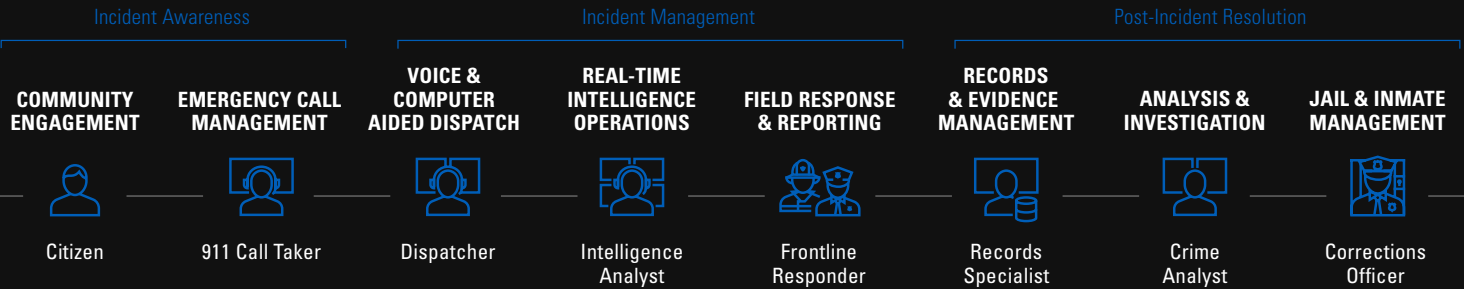 Incident Awareness
Incident Management
Post-Incident Resolution
COMMUNITY
ENGAGEMENT
EMERGENCY CALL
MANAGEMENT
VOICE &
COMPUTER
AIDED DISPATCH
REAL-TIME
INTELLIGENCE
OPERATIONS
FIELD RESPONSE
& REPORTING
RECORDS
& EVIDENCE
MANAGEMENT
ANALYSIS &
INVESTIGATION
JAIL & INMATE
MANAGEMENT
Citizen
911 Call Taker
Dispatcher
Intelligence
Analyst
Frontline
Responder
Records
Specialist
Crime
Analyst
Corrections
Officer